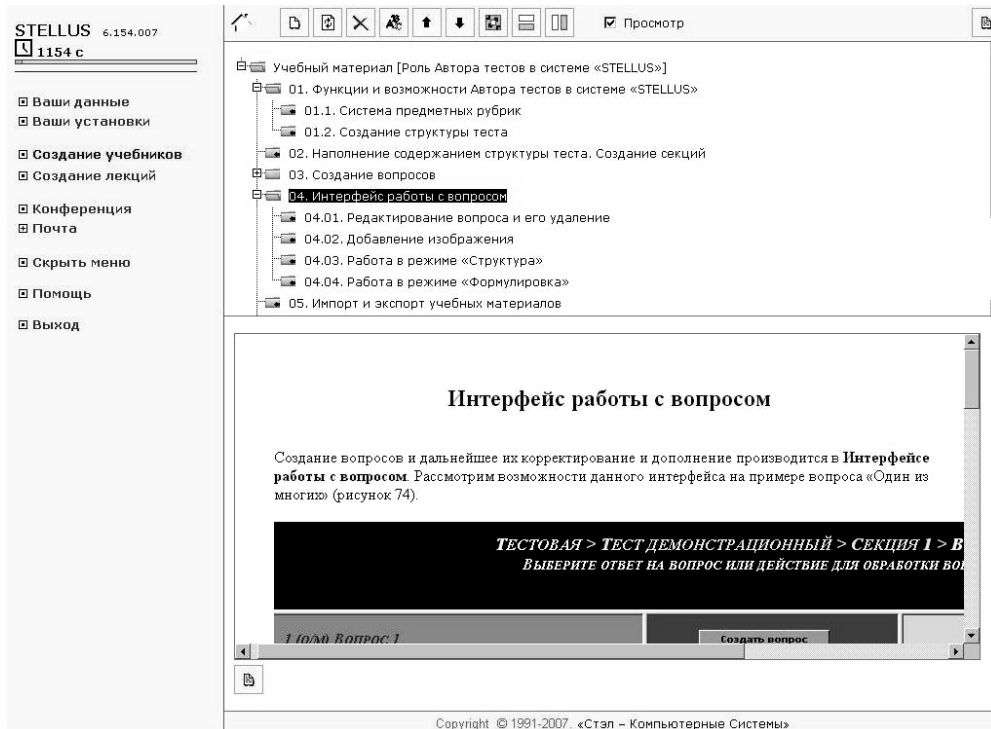 STELLUS 6.154.007
1154 с
Ваши данные
Ваши установки
Создание учебников
Создание лекций
Конференция
Почта
Скрыть меню
Помощь
Выход
Просмотр
Учебный материал [Роль Автора тестов в системе «STELLUS»]
01. Функции и возможности Автора тестов в системе «STELLUS»
01.1. Система предметных рубрик
01.2. Создание структуры теста
02. Наполнение содержанием структуры теста. Создание секций
03. Создание вопросов
04. Интерфейс работы с вопросом
04.01. Редактирование вопроса и его удаление
04.02. Добавление изображения
04.03. Работа в режиме «Структура»
04.04. Работа в режиме «Формулировка»
05. Импорт и экспорт учебных материалов
Интерфейс работы с вопросом
Создание вопросов и дальнейшее их корректирование и дополнение производится в Интерфейсе
работы с вопросом. Рассмотрим возможности данного интерфейса на примере вопроса «Один из
многих» (рисунок 74).
ТЕСТОВАЯ > ТЕСТ ДЕМОНСТРАЦИОННЫЙ > СЕКЦИЯ 1 > В
ВЫБЕРИТЕ ОТВЕТ НА ВОПРОС ИЛИ ДЕЙСТВИЕ ДЛЯ ОБРАБОТКИ ВОП
1 (О/М) ВОПРОС 1
Создать вопрос
Copyright © 1991-2007. «Стэл – Компьютерные Системы»